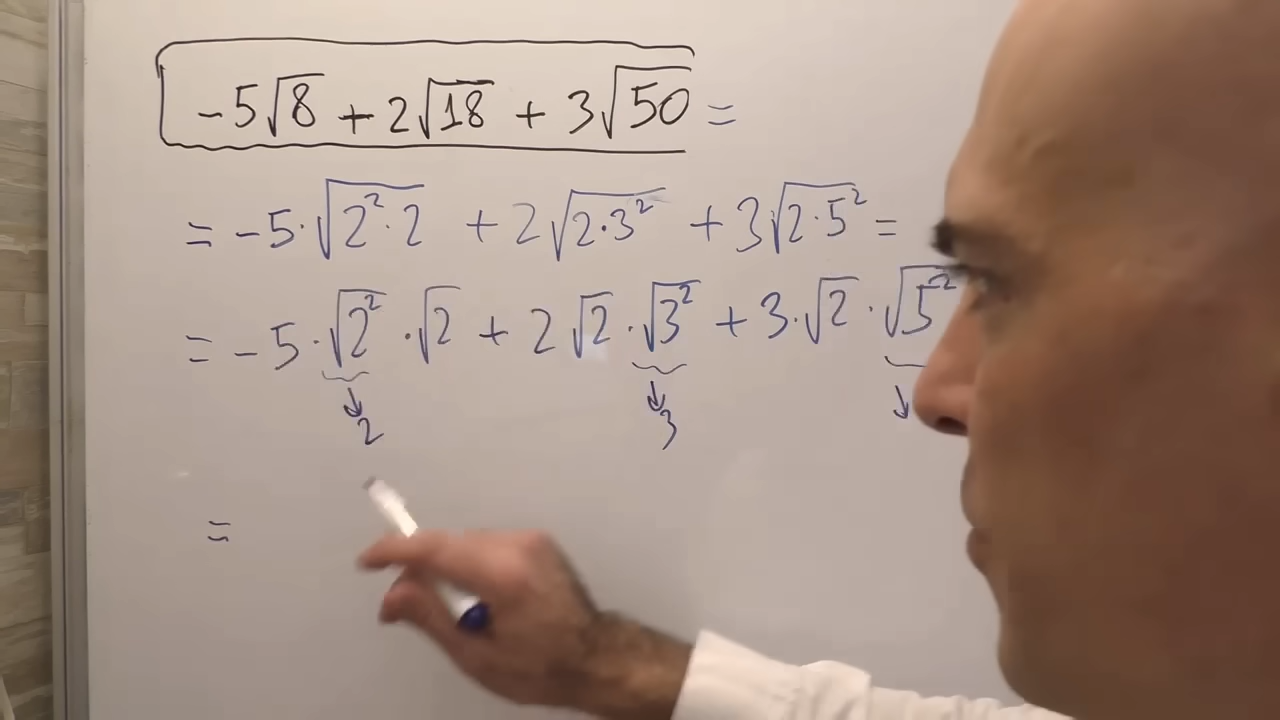 -5√8 + 2√18 + 3√50 =
= -5·√2²·2 + 2√2·3² + 3√2·5² =
= -5·√2²·√2 + 2√2·√3² + 3·√2·√5²
↓ ↓ ↓
2 3
=